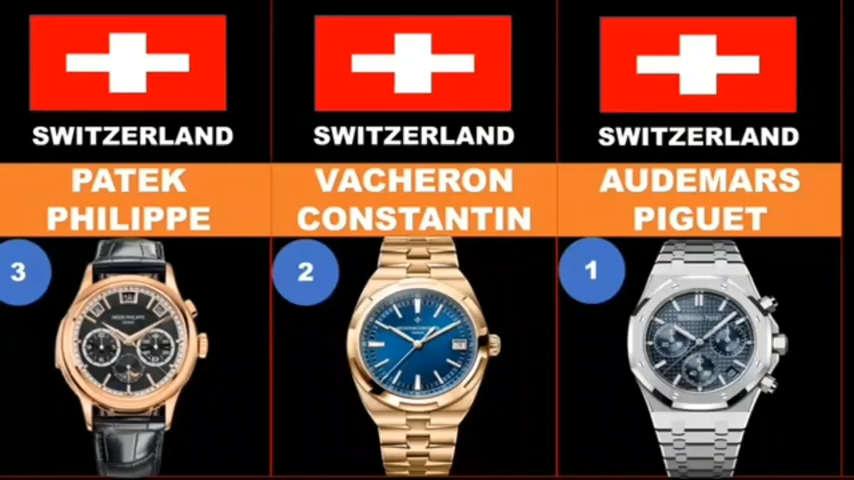 SWITZERLAND
SWITZERLAND
SWITZERLAND
PATEK
PHILIPPE
VACHERON
CONSTANTIN
AUDEMARS
PIGUET
3
2
1